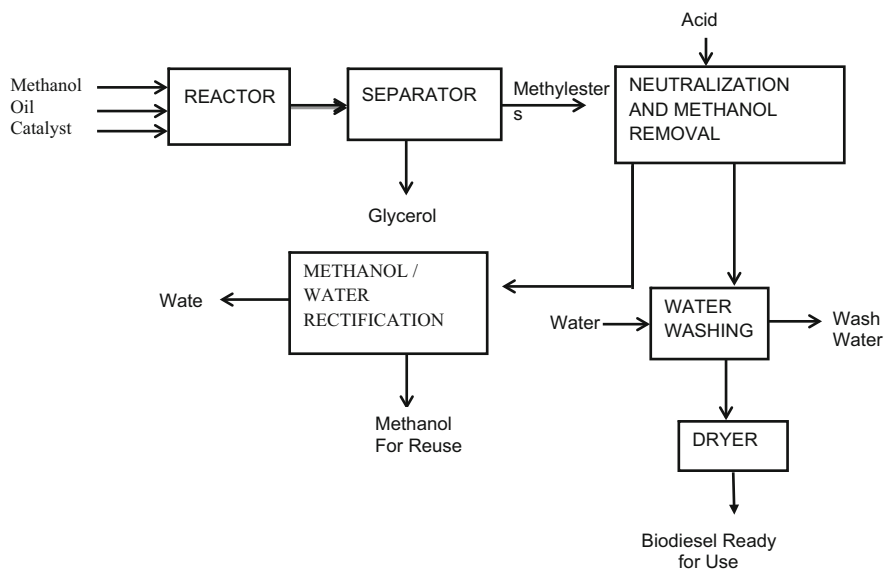 Acid
Methanol
Oil
Catalyst
REACTOR
SEPARATOR
Methylester
s
NEUTRALIZATION
AND METHANOL
REMOVAL
Glycerol
METHANOL /
WATER
RECTIFICATION
Wate
Water
WATER
WASHING
Wash
Water
Methanol
For Reuse
DRYER
Biodiesel Ready
for Use